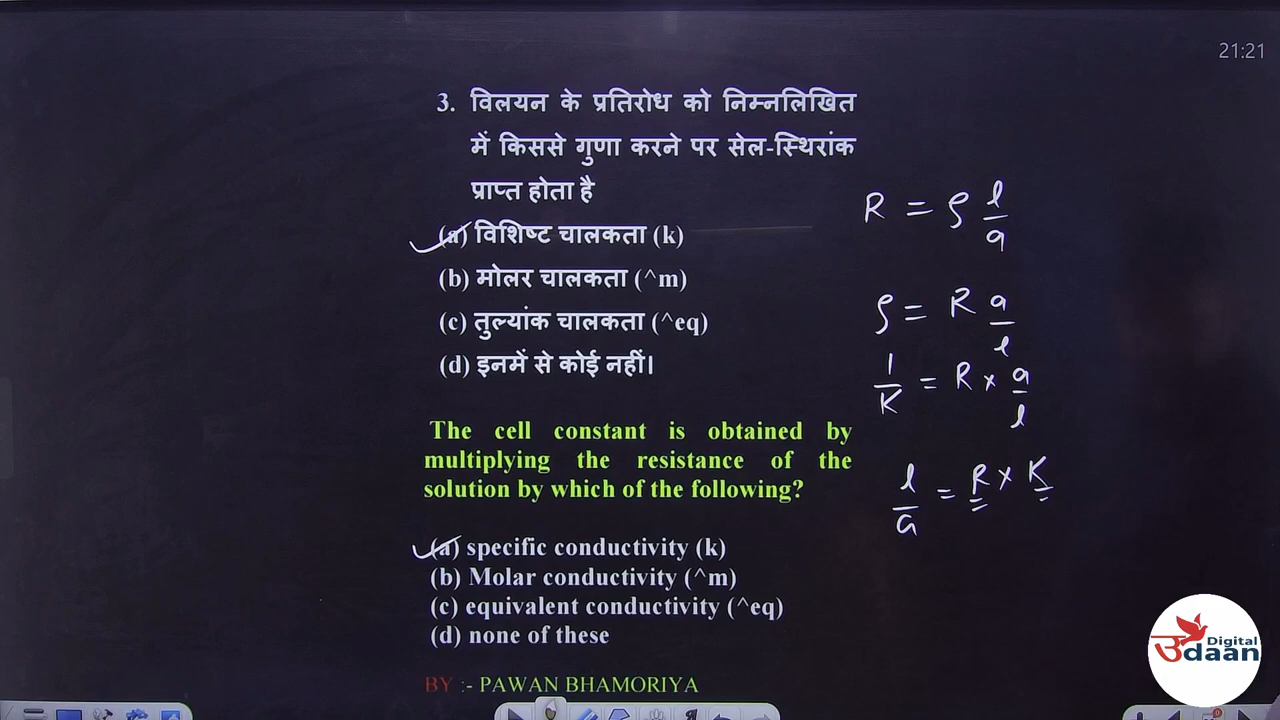 21:21
3. विलयन के प्रतिरोध को निम्नलिखित
में किससे गुणा करने पर सेल-स्थिरांक
प्राप्त होता है
(a) विशिष्ट चालकता (k)
(b) मोलर चालकता (^m)
(c) तुल्यांक चालकता (^eq)
(d) इनमें से कोई नहीं।
The cell constant is obtained by
multiplying the resistance of the
solution by which of the following?
(a) specific conductivity (k)
(b) Molar conductivity (^m)
(c) equivalent conductivity (^eq)
(d) none of these
BY :- PAWAN BHAMORIYA
R = ρ l/a
ρ = R a/l
1/K = R × a/l
l/a = R × K
Digital
उdaan